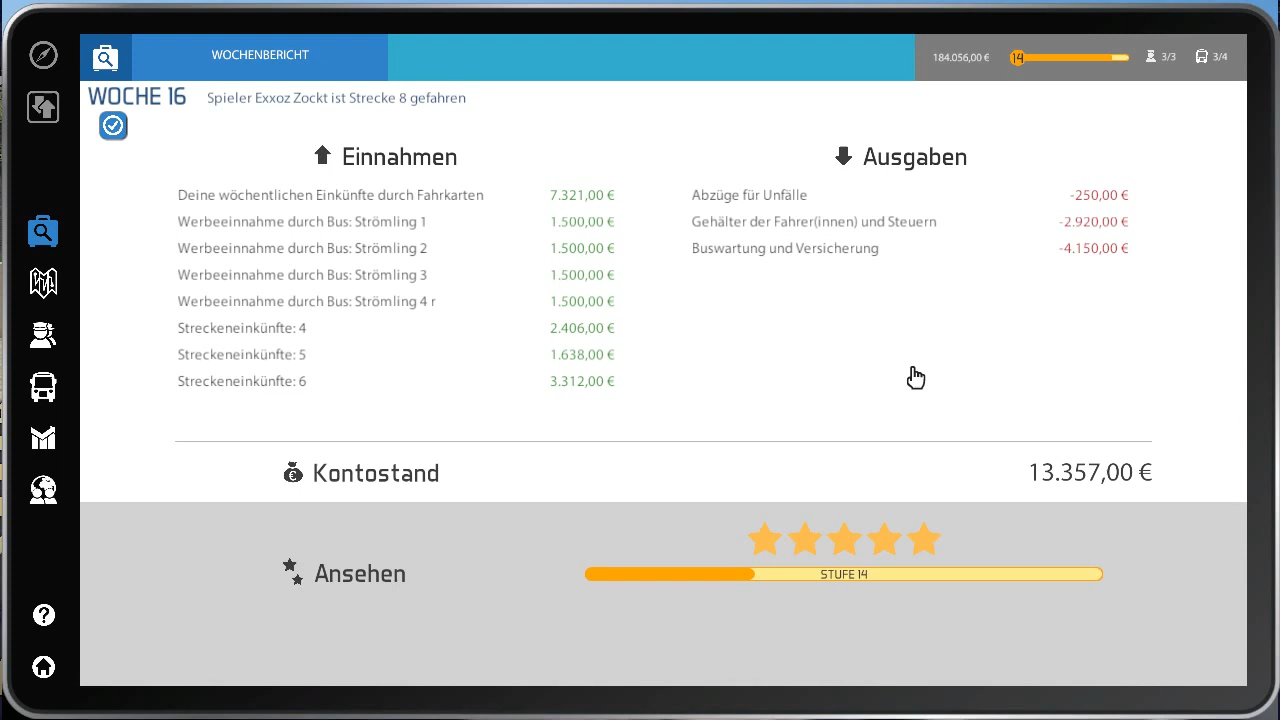 WOCHENBERICHT
184.056,00 €
14
3/3
3/4
WOCHE 16
Spieler Exxoz Zockt ist Strecke 8 gefahren
Einnahmen
Deine wöchentlichen Einkünfte durch Fahrkarten 7.321,00 €
Werbeeinnahme durch Bus: Strömling 1 1.500,00 €
Werbeeinnahme durch Bus: Strömling 2 1.500,00 €
Werbeeinnahme durch Bus: Strömling 3 1.500,00 €
Werbeeinnahme durch Bus: Strömling 4 r 1.500,00 €
Streckeneinkünfte: 4 2.406,00 €
Streckeneinkünfte: 5 1.638,00 €
Streckeneinkünfte: 6 3.312,00 €
Ausgaben
Abzüge für Unfälle -250,00 €
Gehälter der Fahrer(innen) und Steuern -2.920,00 €
Buswartung und Versicherung -4.150,00 €
Kontostand 13.357,00 €
Ansehen
STUFE 14